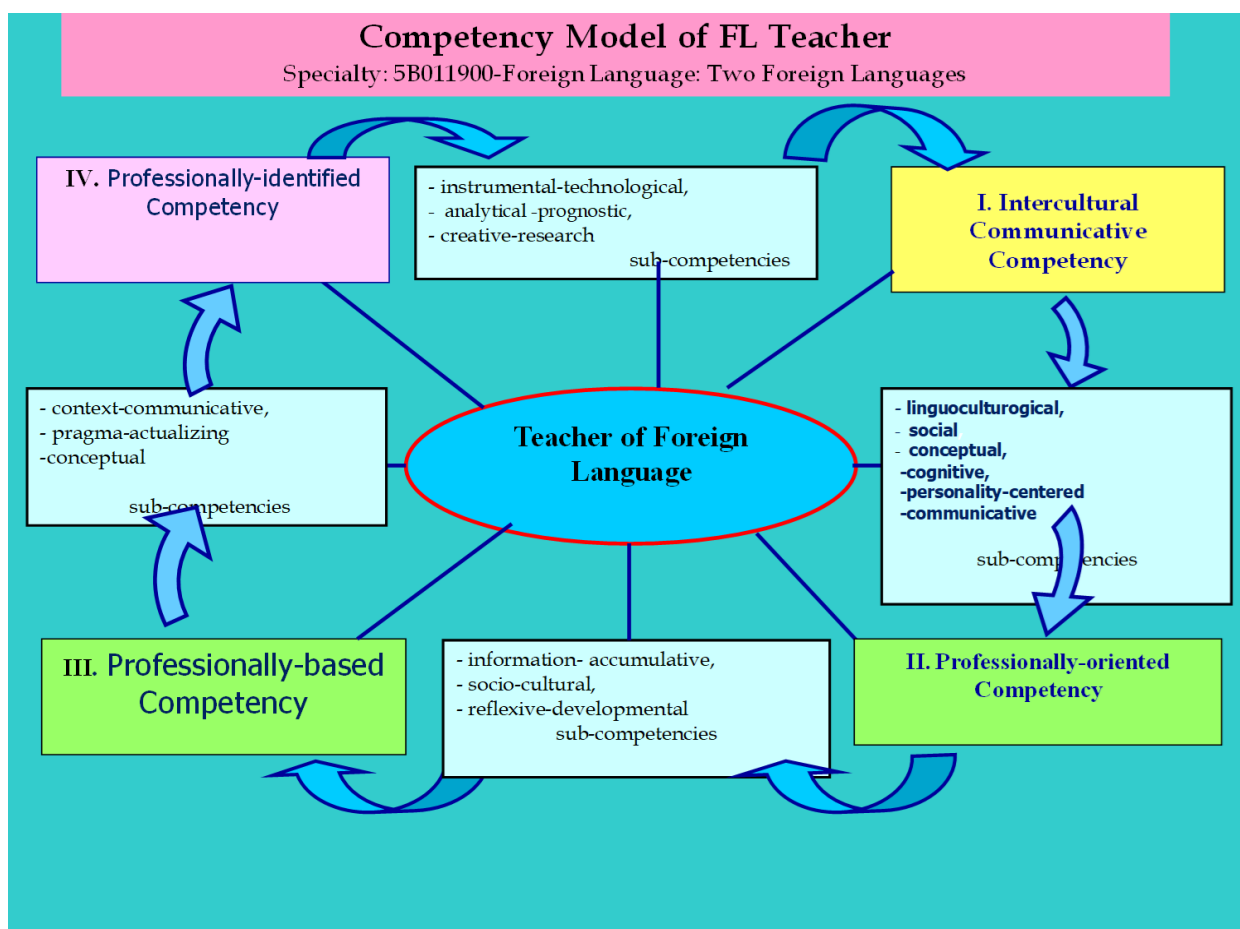 Competency Model of FL Teacher
Specialty: 5B011900-Foreign Language: Two Foreign Languages
IV. Professionally-identified
Competency
- instrumental-technological,
- analytical -prognostic,
- creative-research
sub-competencies
I. Intercultural
Communicative
Competency
- context-communicative,
- pragma-actualizing
-conceptual
sub-competencies
Teacher of Foreign
Language
- linguoculturogical,
- social
- conceptual,
-cognitive,
-personality-centered
-communicative
sub-competencies
III. Professionally-based
Competency
- information- accumulative,
- socio-cultural,
- reflexive-developmental
sub-competencies
II. Professionally-oriented
Competency